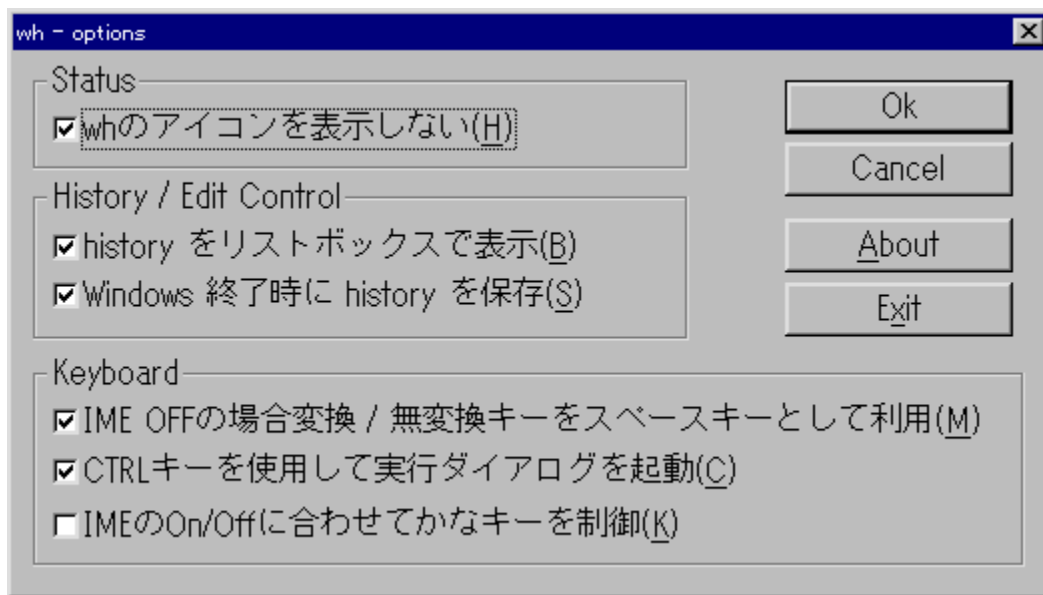 wh - options
Status
whのアイコンを表示しない(H)
Ok
Cancel
History / Edit Control
history をリストボックスで表示(B)
Windows 終了時に history を保存(S)
About
Exit
Keyboard
IME OFFの場合変換 / 無変換キーをスペースキーとして利用(M)
CTRLキーを使用して実行ダイアログを起動(C)
IMEのOn/Offに合わせてかなキーを制御(K)